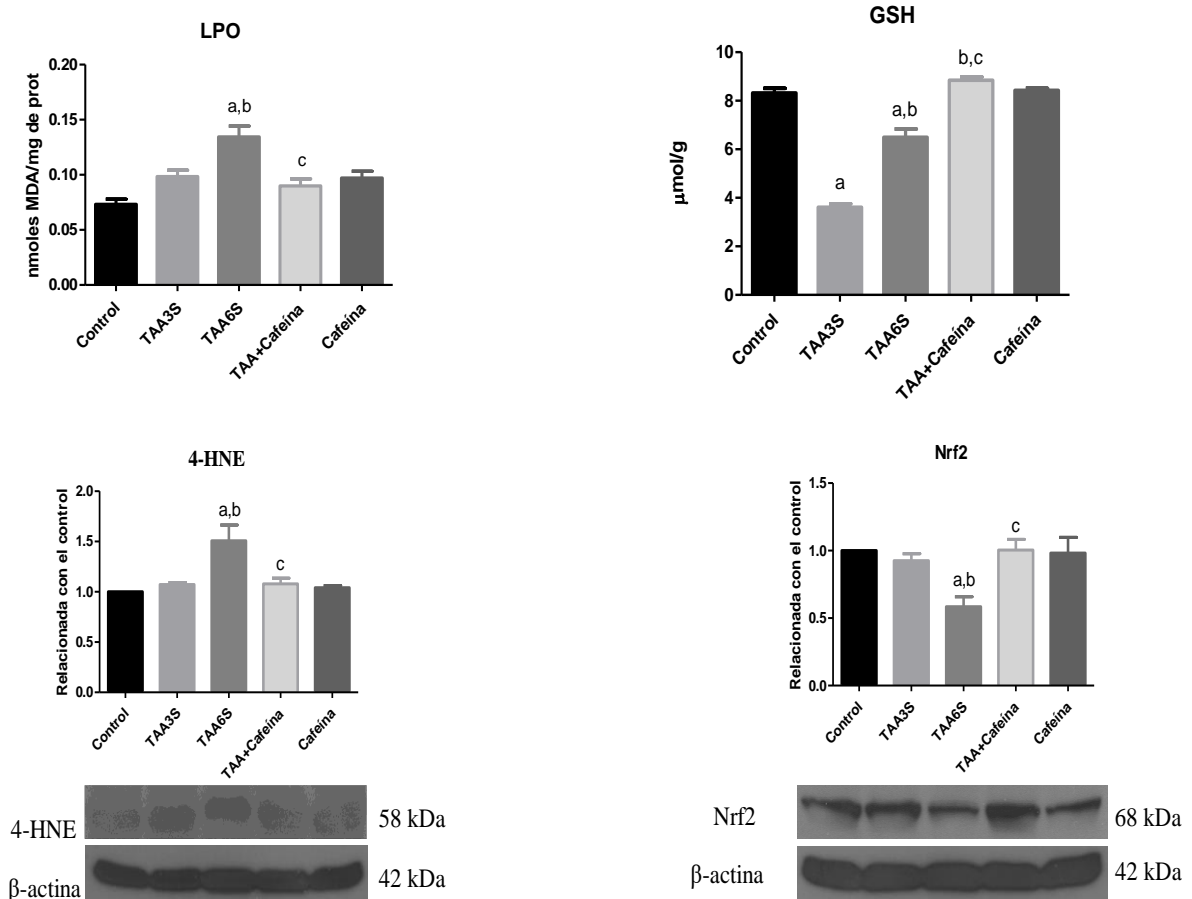 LPO
nmoles MDA/mg de prot
0.20
0.15
0.10
0.05
0.00
a,b
c
Control
TAA3S
TAA6S
TAA+Cafeína
Cafeína
GSH
µmol/g
10
8
6
4
2
0
a
a,b
b,c
Control
TAA3S
TAA6S
TAA+Cafeína
Cafeína
4-HNE
Relacionada con el control
2.0
1.5
1.0
0.5
0.0
a,b
c
Control
TAA3S
TAA6S
TAA+Cafeína
Cafeína
4-HNE
58 kDa
β-actina
42 kDa
Nrf2
Relacionada con el control
1.5
1.0
0.5
0.0
a,b
c
Control
TAA3S
TAA6S
TAA+Cafeína
Cafeína
Nrf2
68 kDa
β-actina
42 kDa